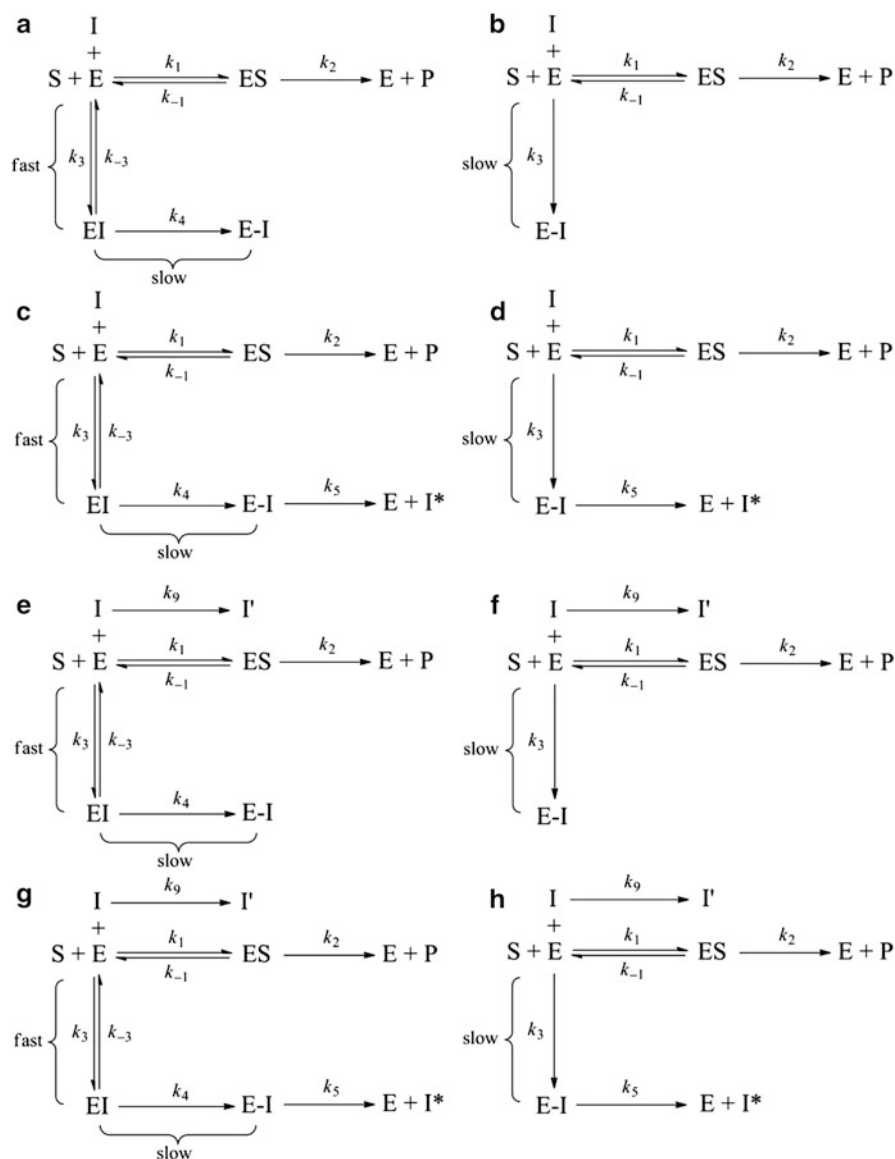 a
I
+
S + E k1 k−1 ES k2 E + P
fast k3 k−3
EI k4 E-I
slow
b
I
+
S + E k1 k−1 ES k2 E + P
slow k3
E-I
c
I
+
S + E k1 k−1 ES k2 E + P
fast k3 k−3
EI k4 E-I k5 E + I*
slow
d
I
+
S + E k1 k−1 ES k2 E + P
slow k3
E-I k5 E + I*
e
I k9 I'
+
S + E k1 k−1 ES k2 E + P
fast k3 k−3
EI k4 E-I
slow
f
I k9 I'
+
S + E k1 k−1 ES k2 E + P
slow k3
E-I
g
I k9 I'
+
S + E k1 k−1 ES k2 E + P
fast k3 k−3
EI k4 E-I k5 E + I*
slow
h
I k9 I'
+
S + E k1 k−1 ES k2 E + P
slow k3
E-I k5 E + I*